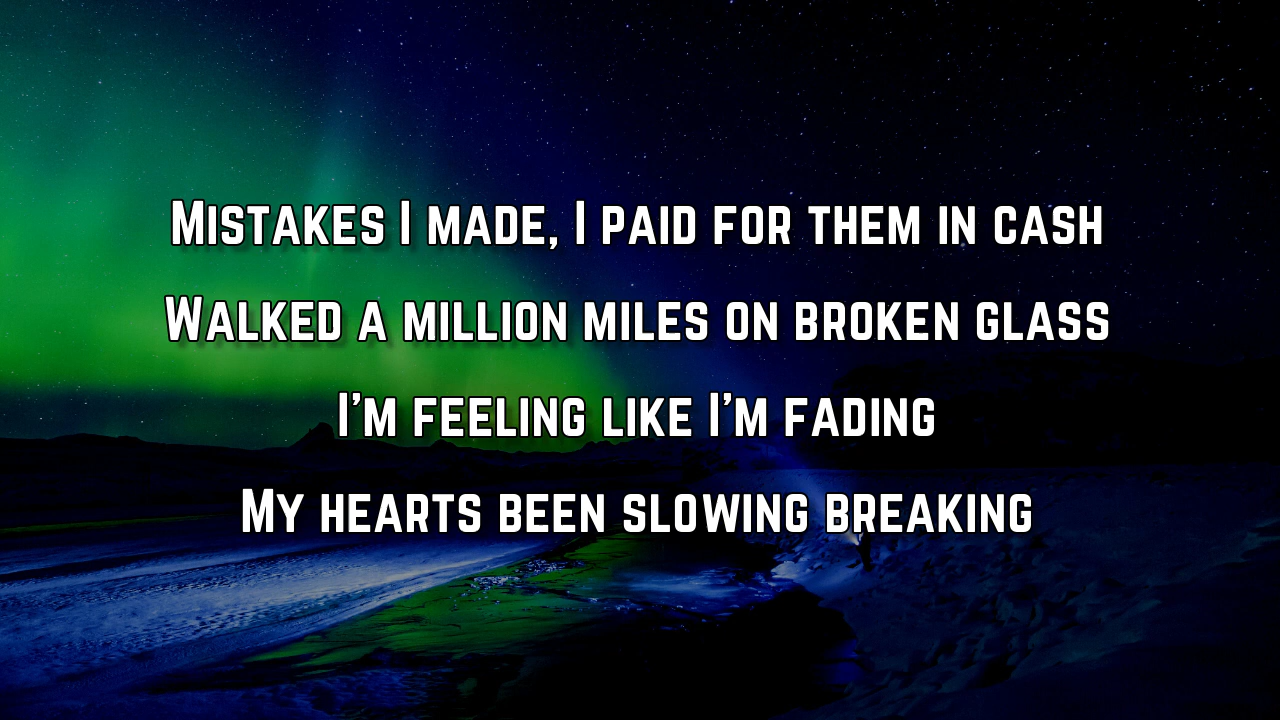 Mistakes I made, I paid for them in cash
Walked a million miles on broken glass
I'm feeling like I'm fading
My hearts been slowing breaking